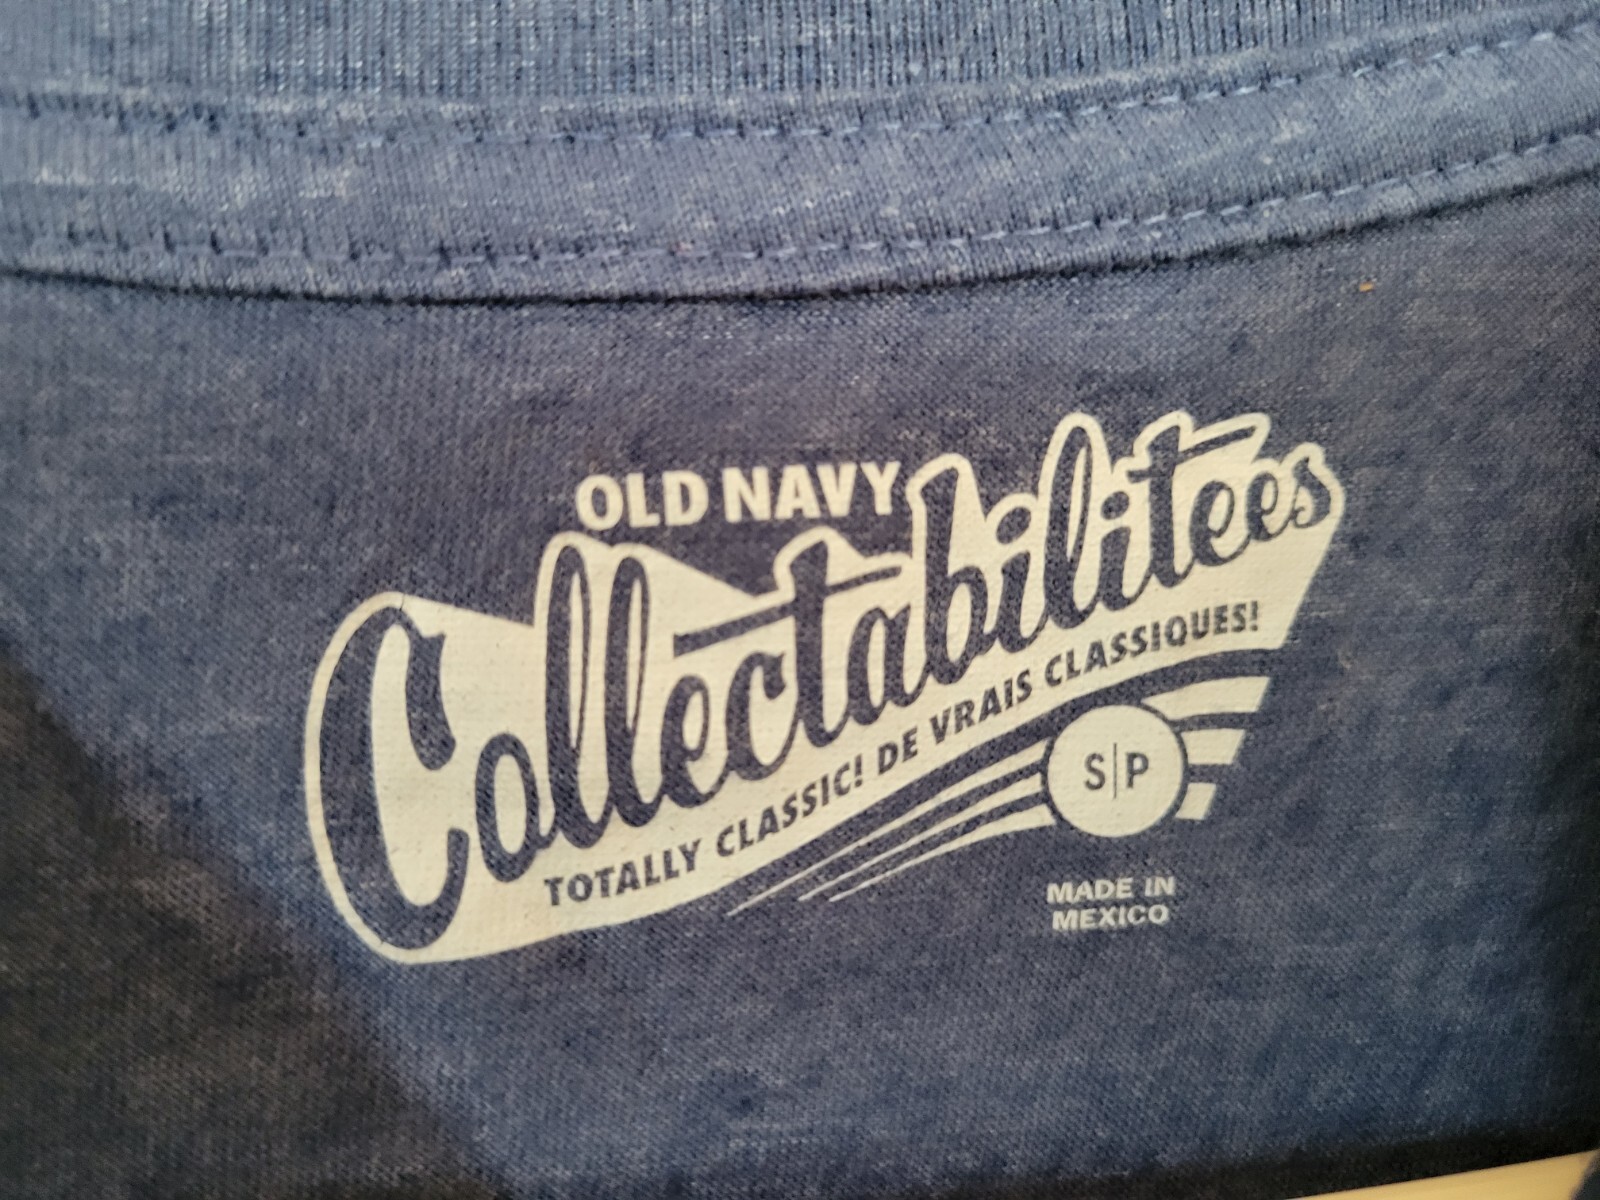 OLD NAVY
Collectabilitees
TOTALLY CLASSIC! DE VRAIS CLASSIQUES!
S|P
MADE IN
MEXICO